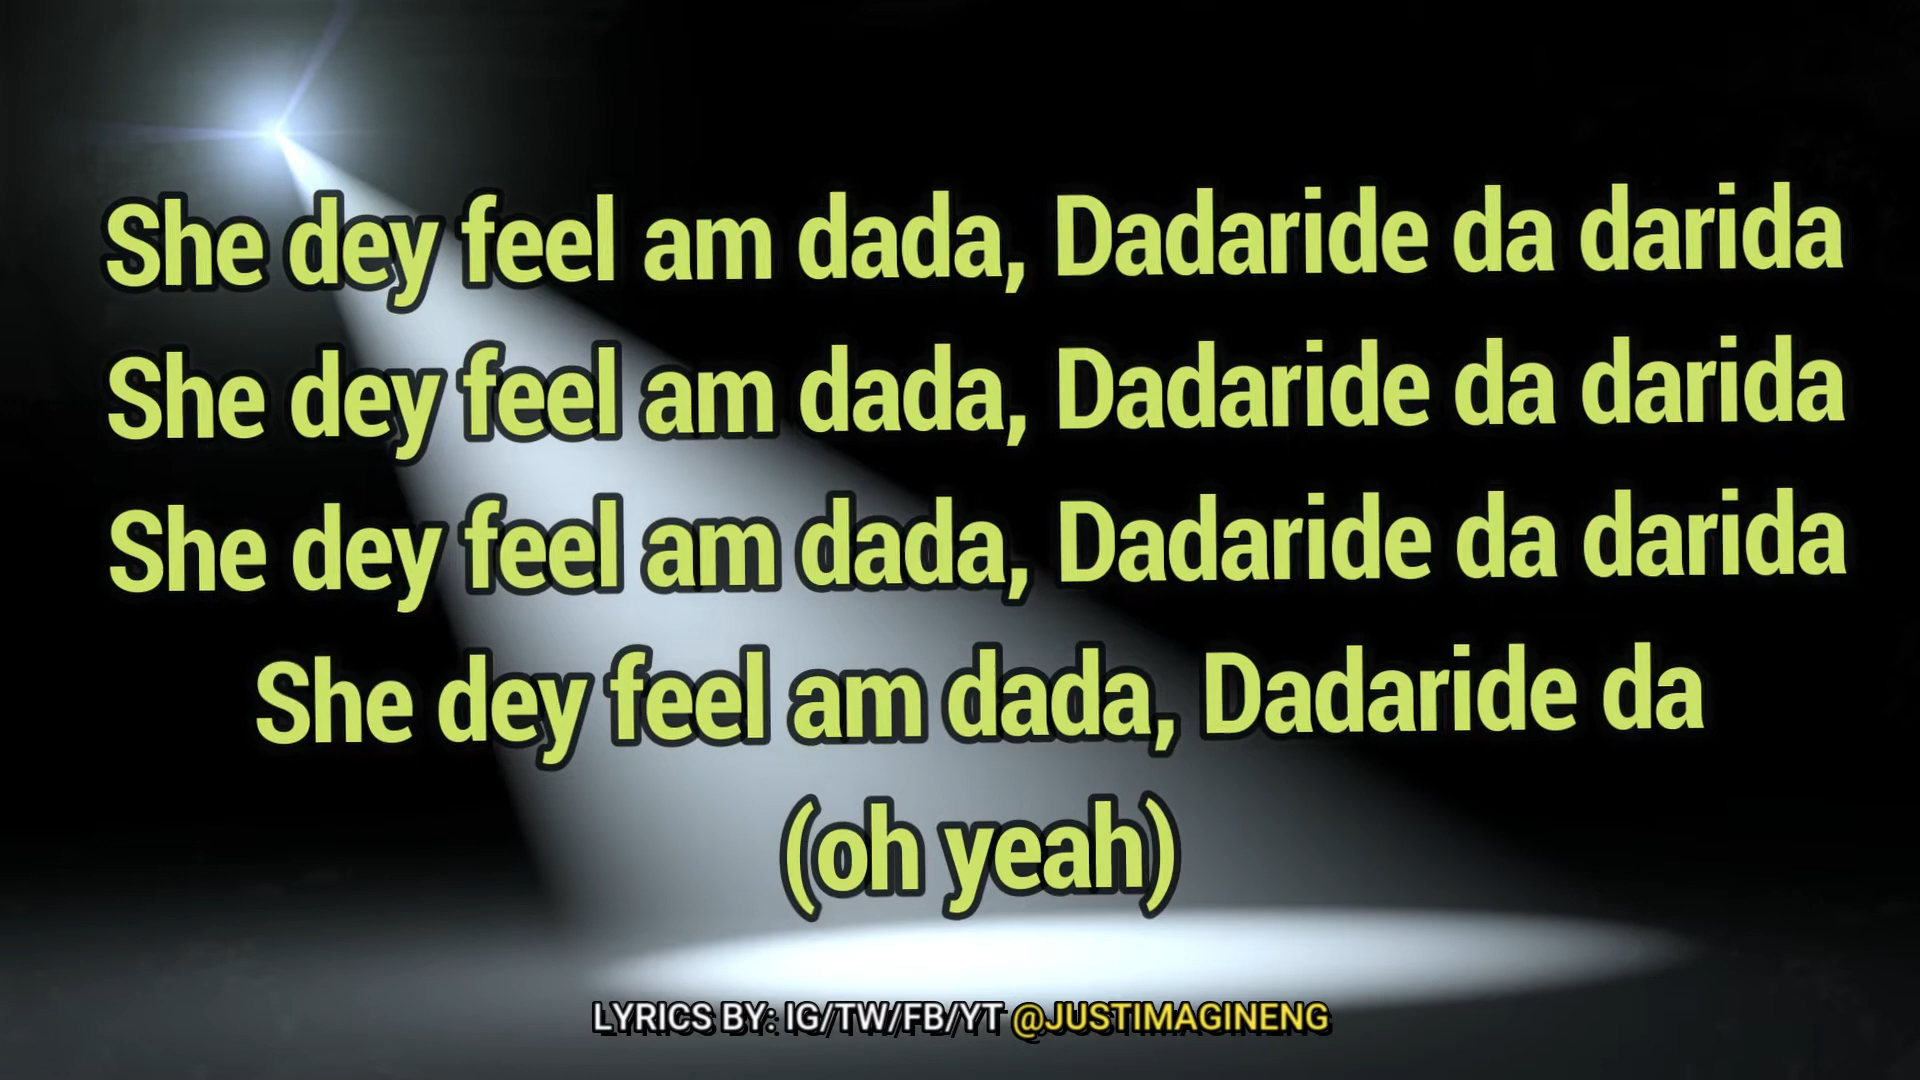 She dey feel am dada, Dadaride da darida
She dey feel am dada, Dadaride da darida
She dey feel am dada, Dadaride da darida
She dey feel am dada, Dadaride da
(oh yeah)
LYRICS BY: IG/TW/FB/YT @JUSTIMAGINENG